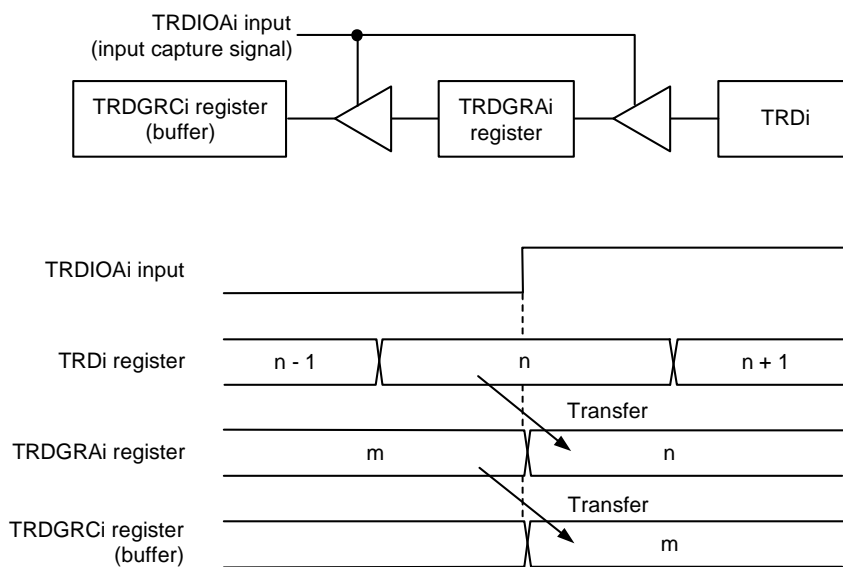 TRDIOAi input
(input capture signal)
TRDGRCi register
(buffer)
TRDGRAi
register
TRDi
TRDIOAi input
TRDi register
n - 1
n
n + 1
Transfer
TRDGRAi register
m
n
Transfer
TRDGRCi register
(buffer)
m